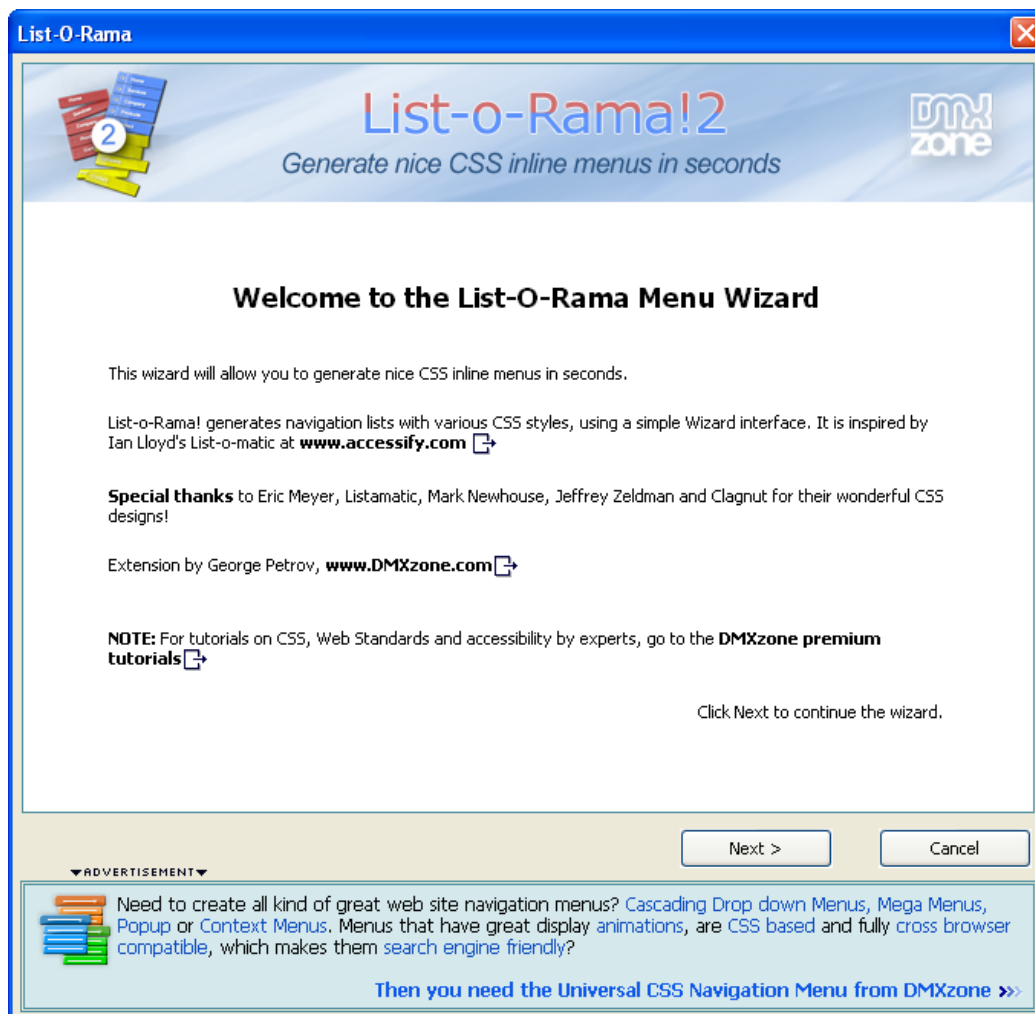 List-O-Rama
2
List-o-Rama!2
Generate nice CSS inline menus in seconds
DMX
zone
Welcome to the List-O-Rama Menu Wizard
This wizard will allow you to generate nice CSS inline menus in seconds.
List-o-Rama! generates navigation lists with various CSS styles, using a simple Wizard interface. It is inspired by
Ian Lloyd's List-o-matic at www.accessify.com
Special thanks to Eric Meyer, Listamatic, Mark Newhouse, Jeffrey Zeldman and Clagnut for their wonderful CSS
designs!
Extension by George Petrov, www.DMXzone.com
NOTE: For tutorials on CSS, Web Standards and accessibility by experts, go to the DMXzone premium
tutorials
Click Next to continue the wizard.
Next >
Cancel
ADVERTISEMENT
Need to create all kind of great web site navigation menus? Cascading Drop down Menus, Mega Menus,
Popup or Context Menus. Menus that have great display animations, are CSS based and fully cross browser
compatible, which makes them search engine friendly?
Then you need the Universal CSS Navigation Menu from DMXzone